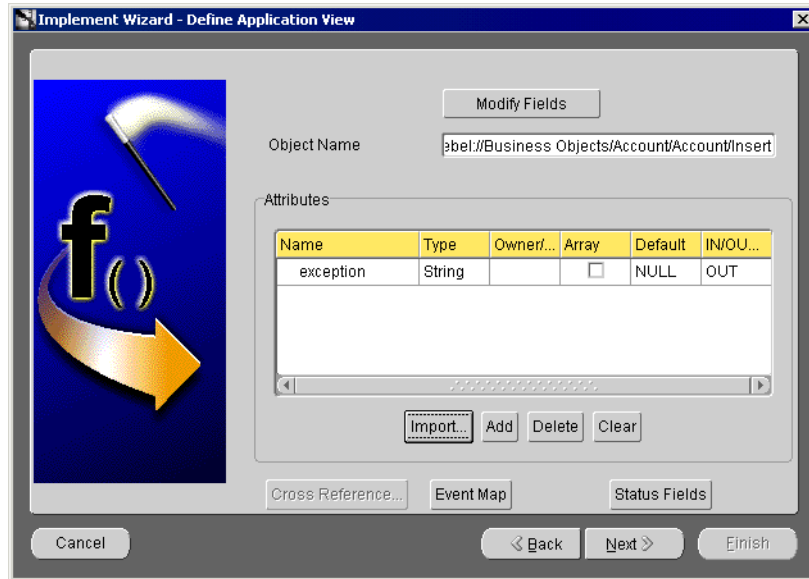 Implement Wizard - Define Application View
Modify Fields
Object Name
ebel://Business Objects/Account/Account/Insert
Attributes
Name Type Owner/... Array Default IN/OU...
exception String NULL OUT
Import... Add Delete Clear
Cross Reference... Event Map Status Fields
f()
Cancel Back Next Finish